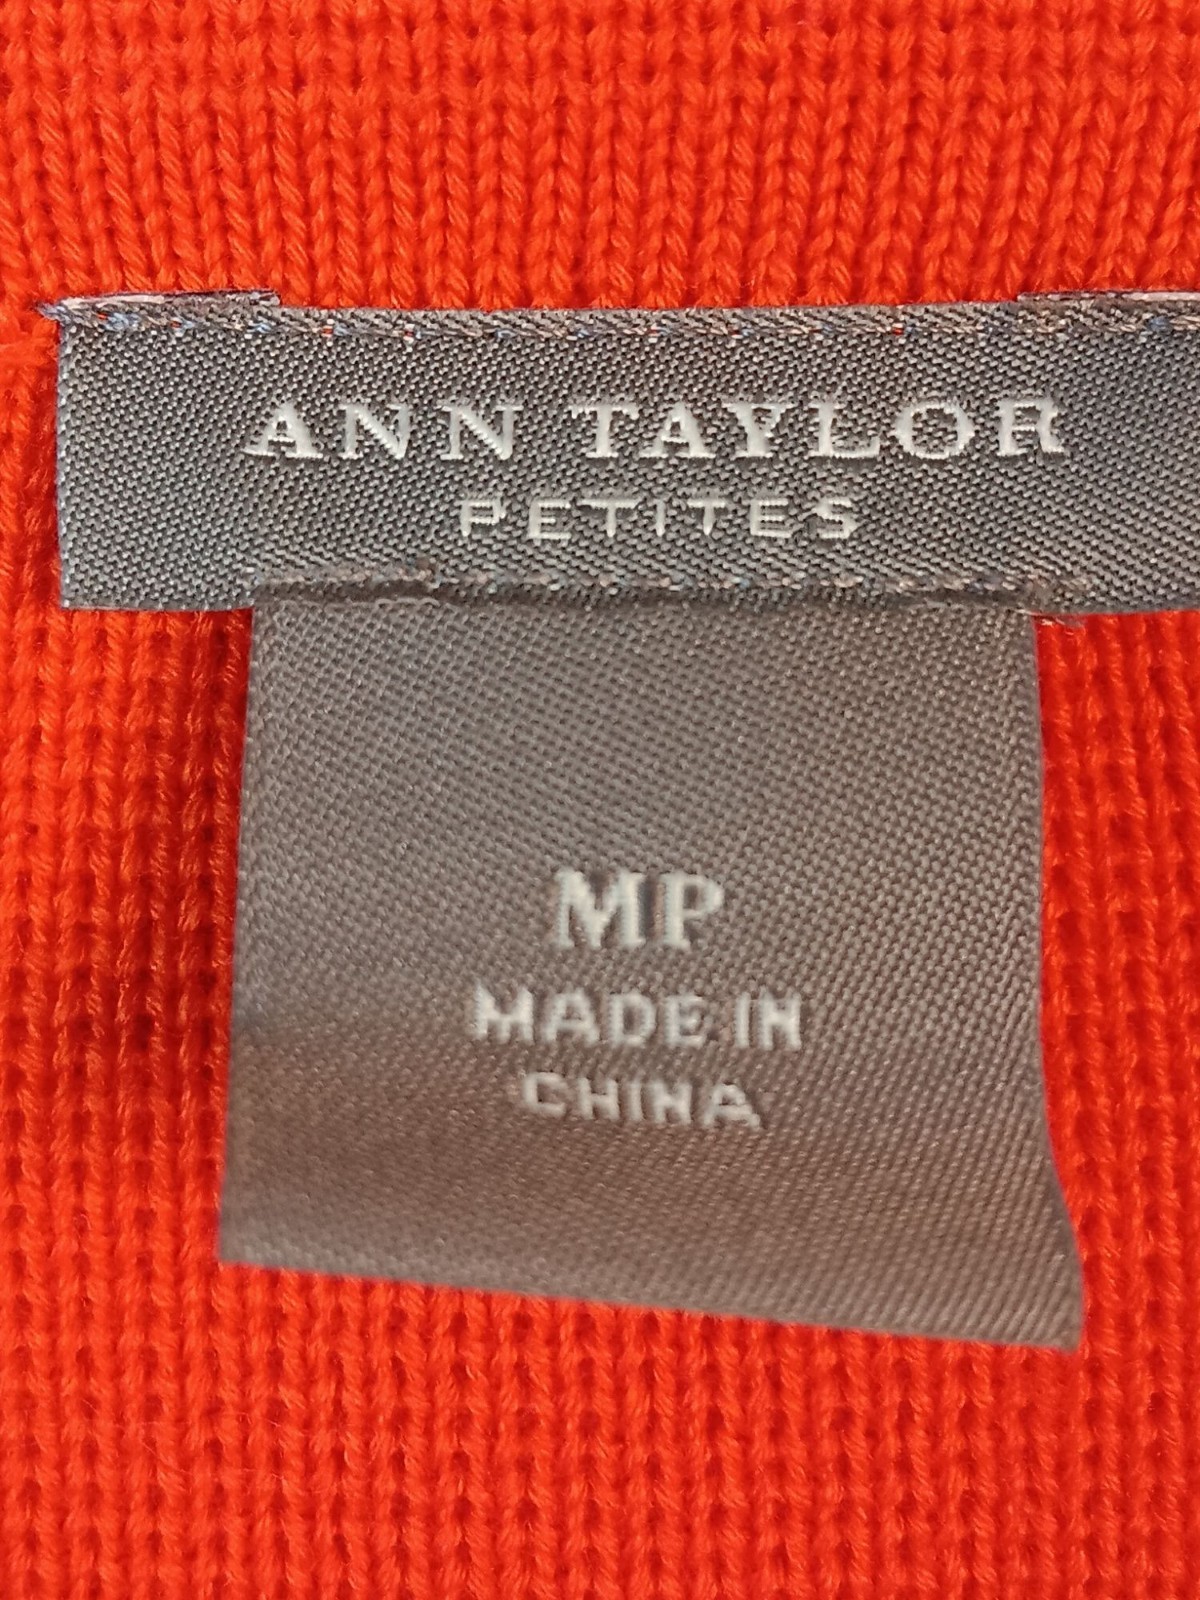 ANN TAYLOR
PETITES
MP
MADE IN
CHINA